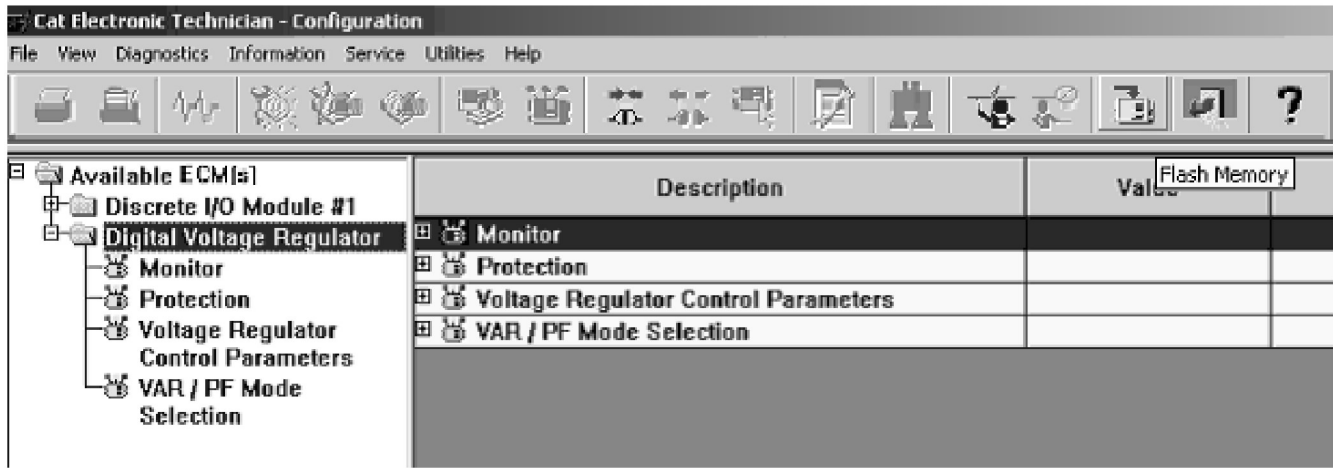 Cat Electronic Technician - Configuration
File View Diagnostics Information Service Utilities Help
?
Flash Memory
Available ECM[s]
Discrete I/O Module #1
Digital Voltage Regulator
Monitor
Protection
Voltage Regulator
Control Parameters
VAR / PF Mode
Selection
Description
Monitor
Protection
Voltage Regulator Control Parameters
VAR / PF Mode Selection